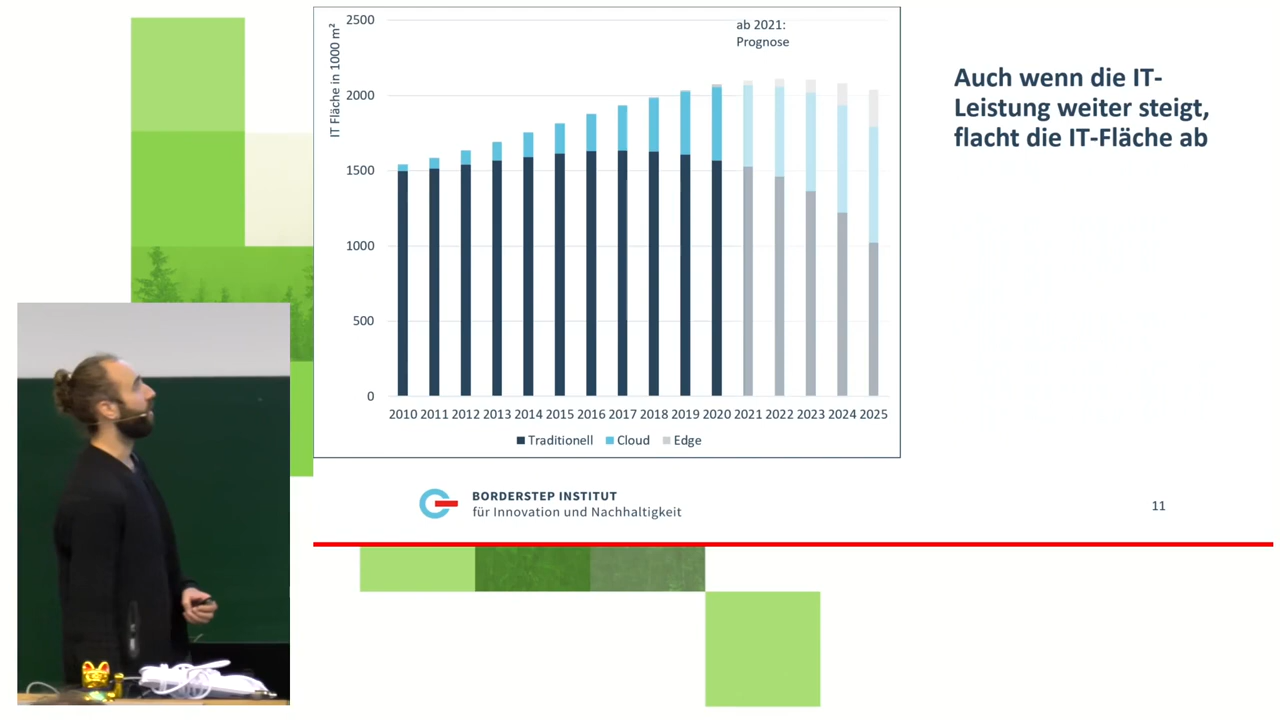 2500
2000
1500
1000
500
0
IT Fläche in 1000 m²
ab 2021:
Prognose
2010 2011 2012 2013 2014 2015 2016 2017 2018 2019 2020 2021 2022 2023 2024 2025
Traditionell Cloud Edge
Auch wenn die IT-
Leistung weiter steigt,
flacht die IT-Fläche ab
BORDERSTEP INSTITUT
für Innovation und Nachhaltigkeit
11